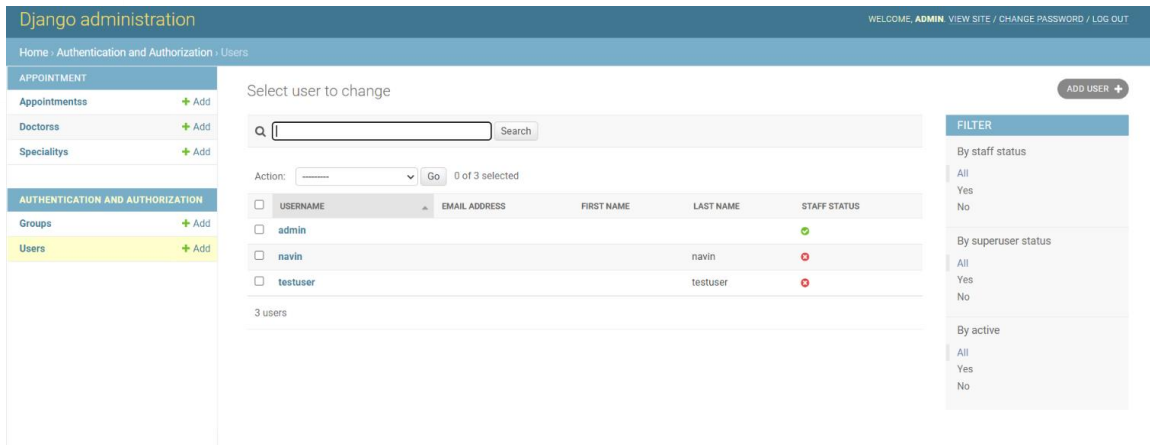 Django administration
WELCOME, ADMIN. VIEW SITE / CHANGE PASSWORD / LOG OUT
Home › Authentication and Authorization › Users
APPOINTMENT
Appointmentss + Add
Doctorss + Add
Specialitys + Add
AUTHENTICATION AND AUTHORIZATION
Groups + Add
Users + Add
Select user to change
ADD USER +
Search
Action: --------- Go 0 of 3 selected
USERNAME EMAIL ADDRESS FIRST NAME LAST NAME STAFF STATUS
admin
navin navin
testuser testuser
3 users
FILTER
By staff status
All
Yes
No
By superuser status
All
Yes
No
By active
All
Yes
No